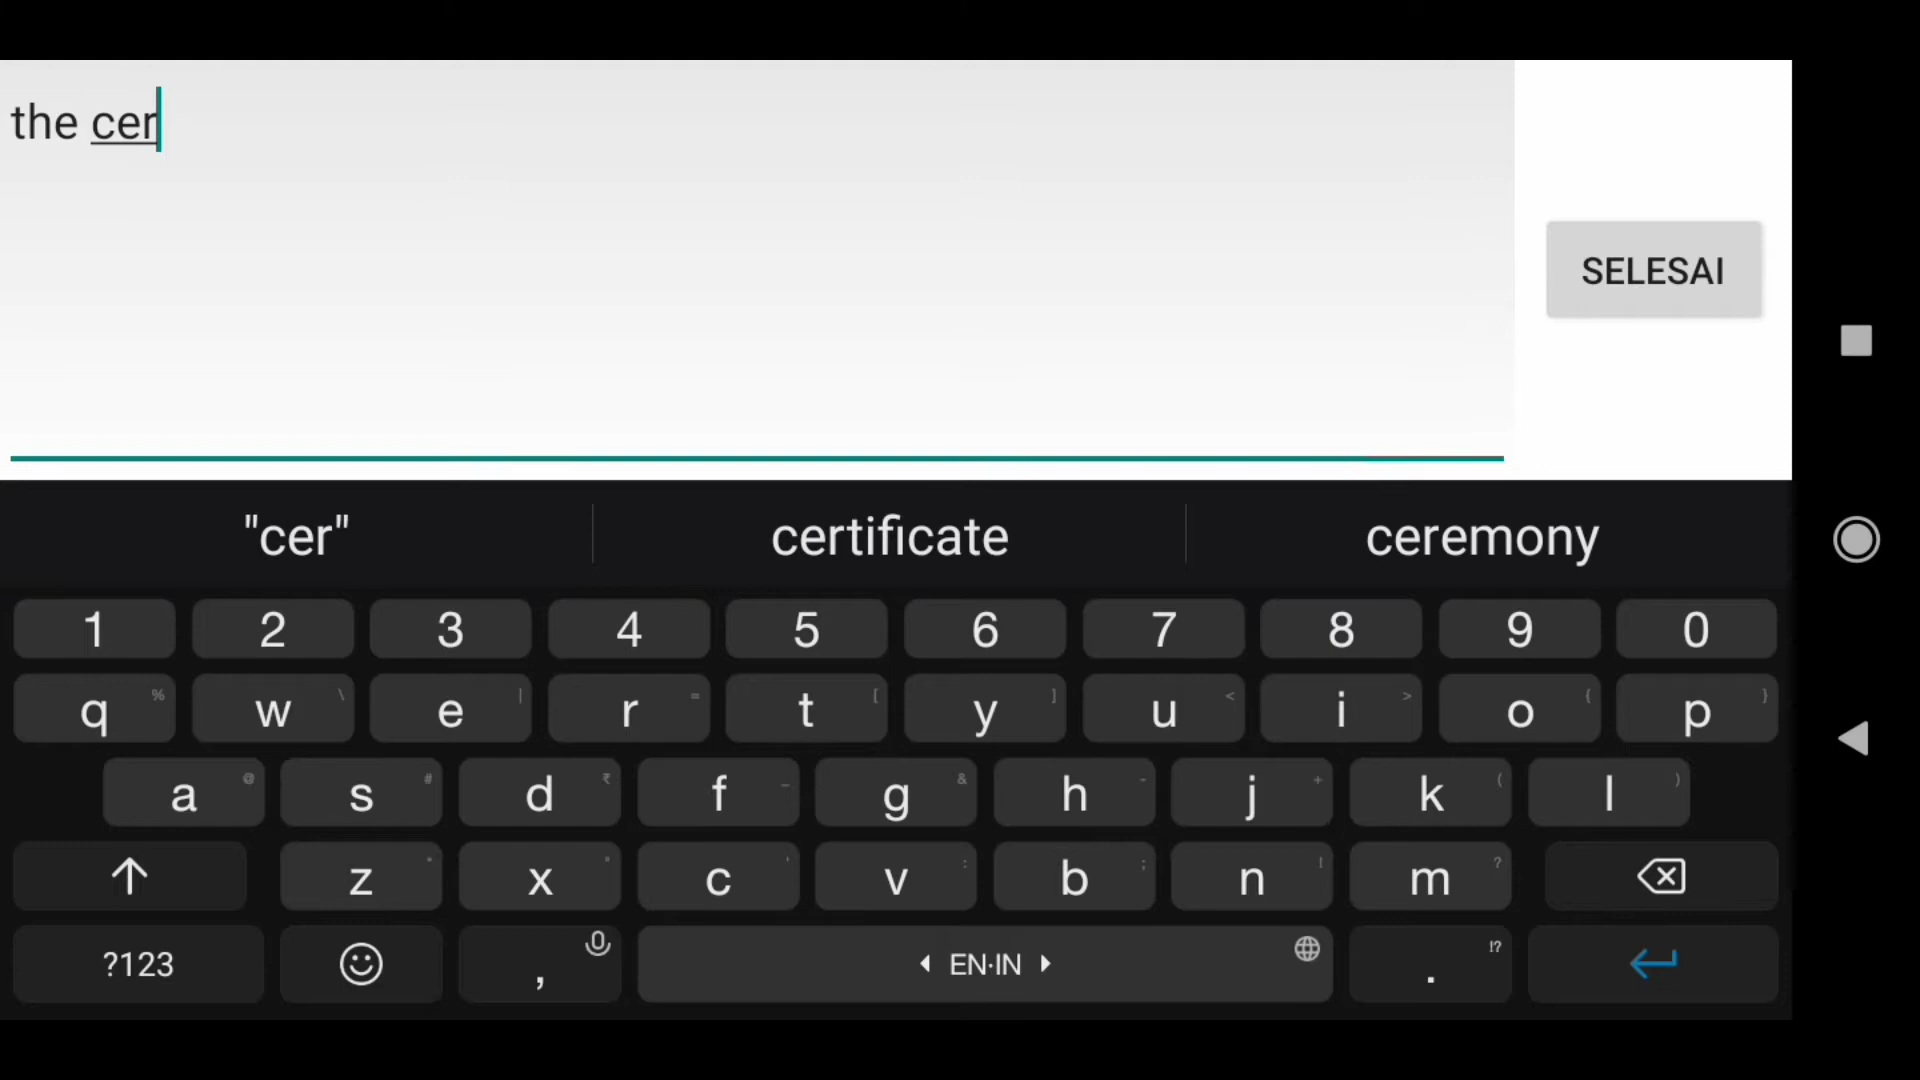 the cer
SELESAI
"cer" certificate ceremony
1 2 3 4 5 6 7 8 9 0
q % w \ e | r = t [ y ] u < i > o { p }
a @ s # d ₹ f _ g & h - j + k ( l )
z x c ' v : b ; n ! m ?
?123 , EN·IN . !?